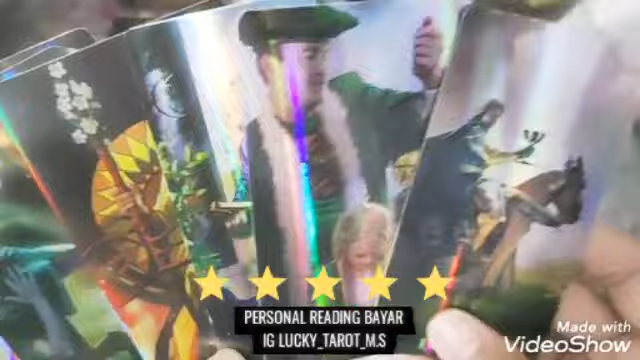 PERSONAL READING BAYAR
IG LUCKY_TAROT_M.S
Made with
VideoShow